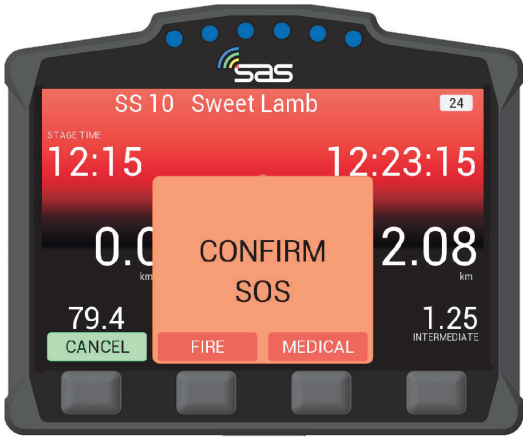 sas
SS 10 Sweet Lamb 24
STAGE TIME
12:15 12:23:15
0.0 2.08
km km
CONFIRM
SOS
79.4 1.25
INTERMEDIATE
CANCEL FIRE MEDICAL